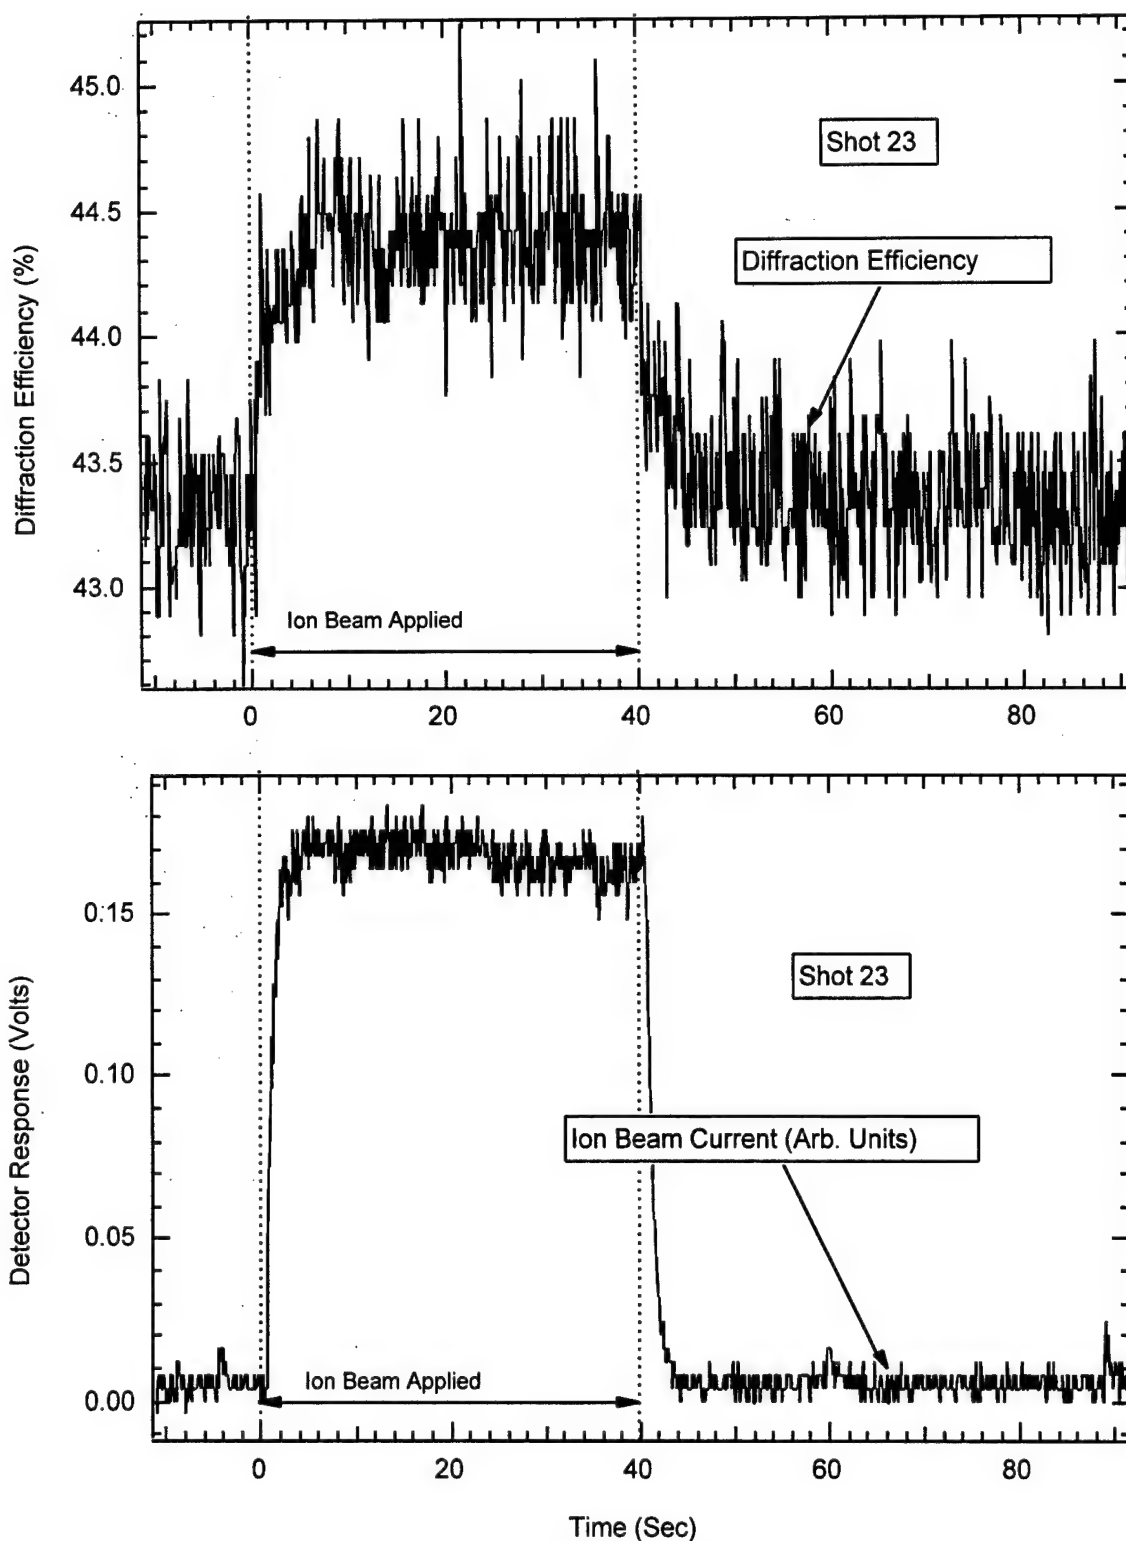 45.0
Shot 23
44.5
Diffraction Efficiency
44.0
43.5
43.0
Diffraction Efficiency (%)
Ion Beam Applied
0
20
40
60
80
0.15
Shot 23
0.10
Ion Beam Current (Arb. Units)
0.05
Detector Response (Volts)
Ion Beam Applied
0.00
0
20
40
60
80
Time (Sec)